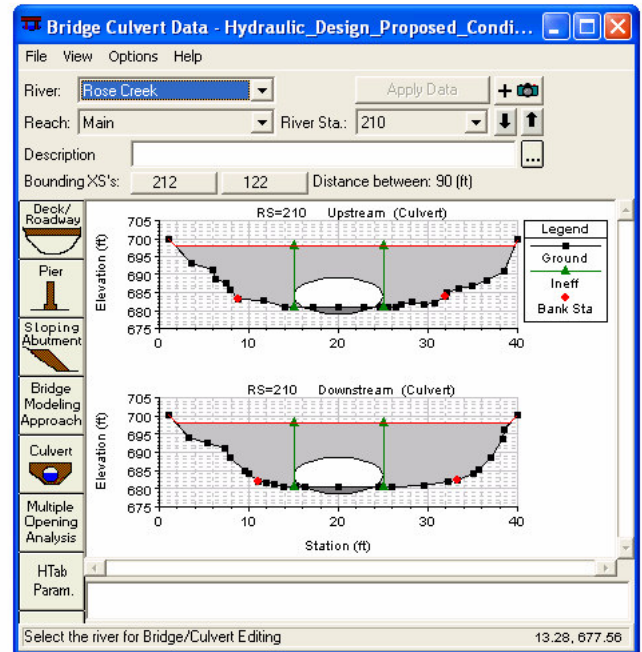 Bridge Culvert Data - Hydraulic_Design_Proposed_Condi...
File View Options Help
River: Rose Creek Apply Data
Reach: Main River Sta.: 210
Description ...
Bounding XS's: 212 122 Distance between: 90 (ft)
Deck/
Roadway
Pier
Sloping
Abutment
Bridge
Modeling
Approach
Culvert
Multiple
Opening
Analysis
HTab
Param.
RS=210 Upstream (Culvert)
705
700
695
690
685
680
675
Elevation (ft)
0 10 20 30 40
Legend
Ground
Ineff
Bank Sta
RS=210 Downstream (Culvert)
705
700
695
690
685
680
675
Elevation (ft)
0 10 20 30 40
Station (ft)
Select the river for Bridge/Culvert Editing 13.28, 677.56